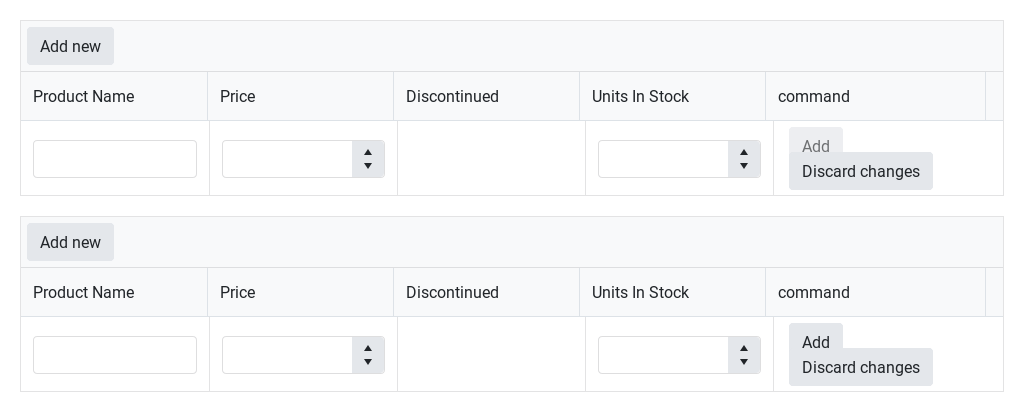 Add new
Product Name Price Discontinued Units In Stock command
Add
Discard changes
Add new
Product Name Price Discontinued Units In Stock command
Add
Discard changes